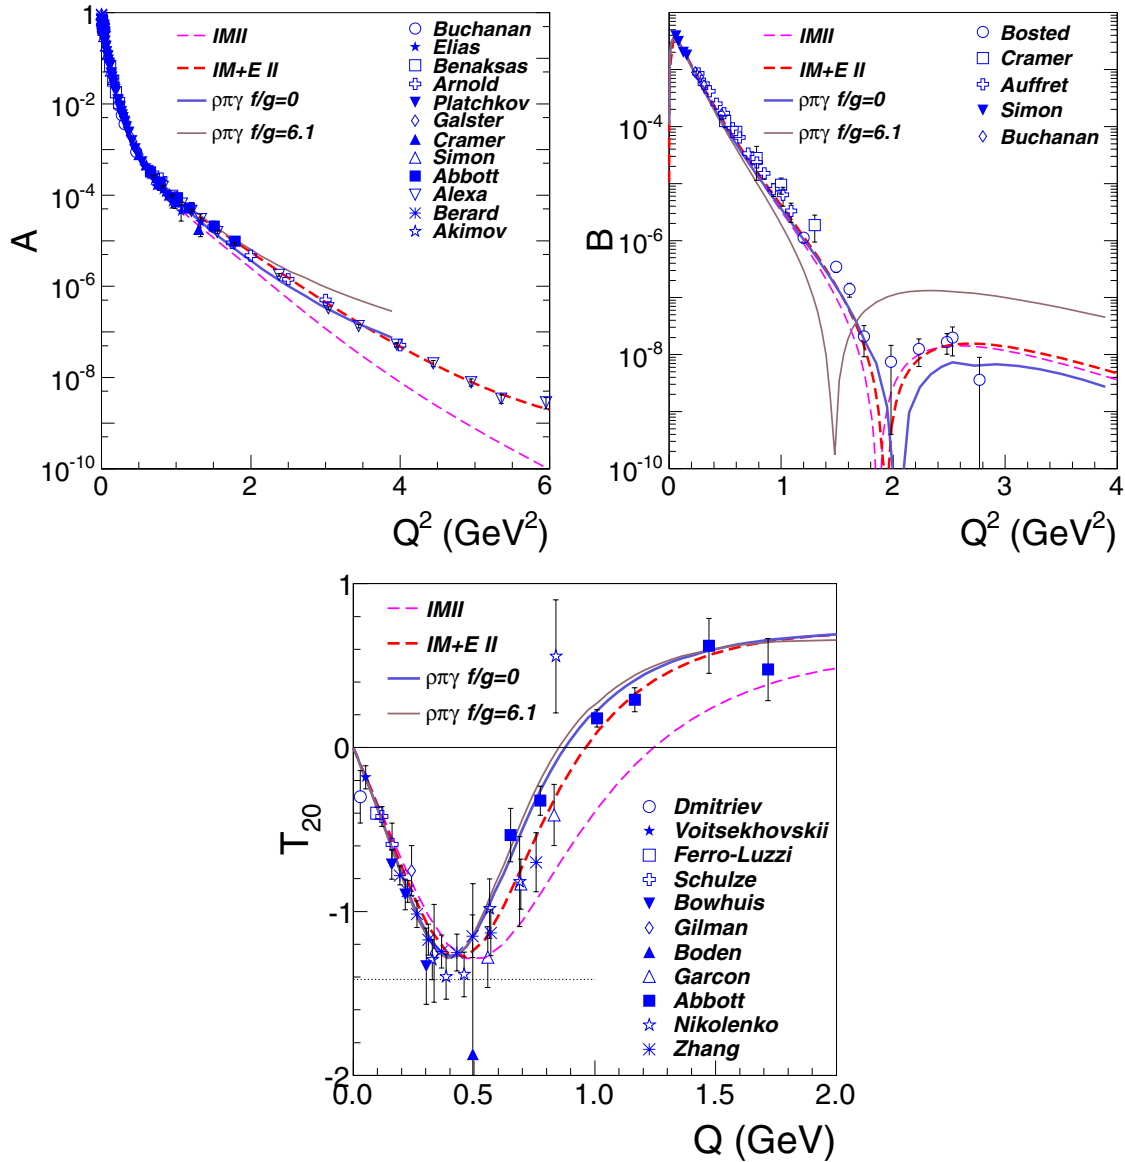 1
10^-2
10^-4
10^-6
10^-8
10^-10
A
0
2
4
6
Q^2 (GeV^2)
IMII
IM+E II
ρπγ f/g=0
ρπγ f/g=6.1
Buchanan
Elias
Benaksas
Arnold
Platchkov
Galster
Cramer
Simon
Abbott
Alexa
Berard
Akimov
10^-4
10^-6
10^-8
10^-10
B
0
1
2
3
4
Q^2 (GeV^2)
IMII
IM+E II
ρπγ f/g=0
ρπγ f/g=6.1
Bosted
Cramer
Auffret
Simon
Buchanan
1
0
-1
-2
T_20
0.0
0.5
1.0
1.5
2.0
Q (GeV)
IMII
IM+E II
ρπγ f/g=0
ρπγ f/g=6.1
Dmitriev
Voitsekhovskii
Ferro-Luzzi
Schulze
Bowhuis
Gilman
Boden
Garcon
Abbott
Nikolenko
Zhang